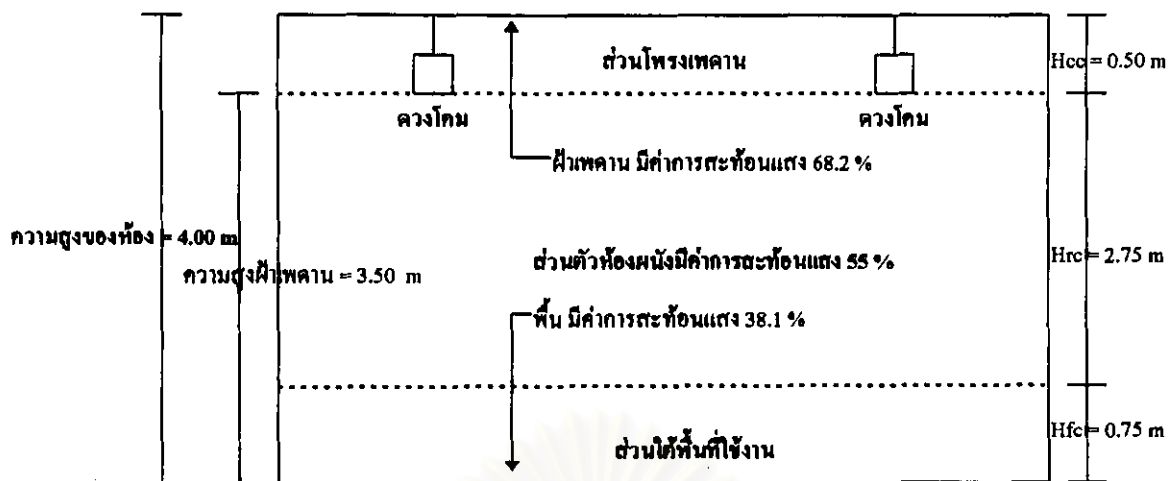 ส่วนโพรงเพดาน
Hcc = 0.50 m
ดวงโคม
ดวงโคม
ฝ้าเพดาน มีค่าการสะท้อนแสง 68.2 %
ความสูงของห้อง = 4.00 m
ส่วนตัวห้องผนังมีค่าการสะท้อนแสง 55 %
Hrc = 2.75 m
ความสูงฝ้าเพดาน = 3.50 m
พื้น มีค่าการสะท้อนแสง 38.1 %
ส่วนใต้พื้นที่ใช้งาน
Hfc = 0.75 m